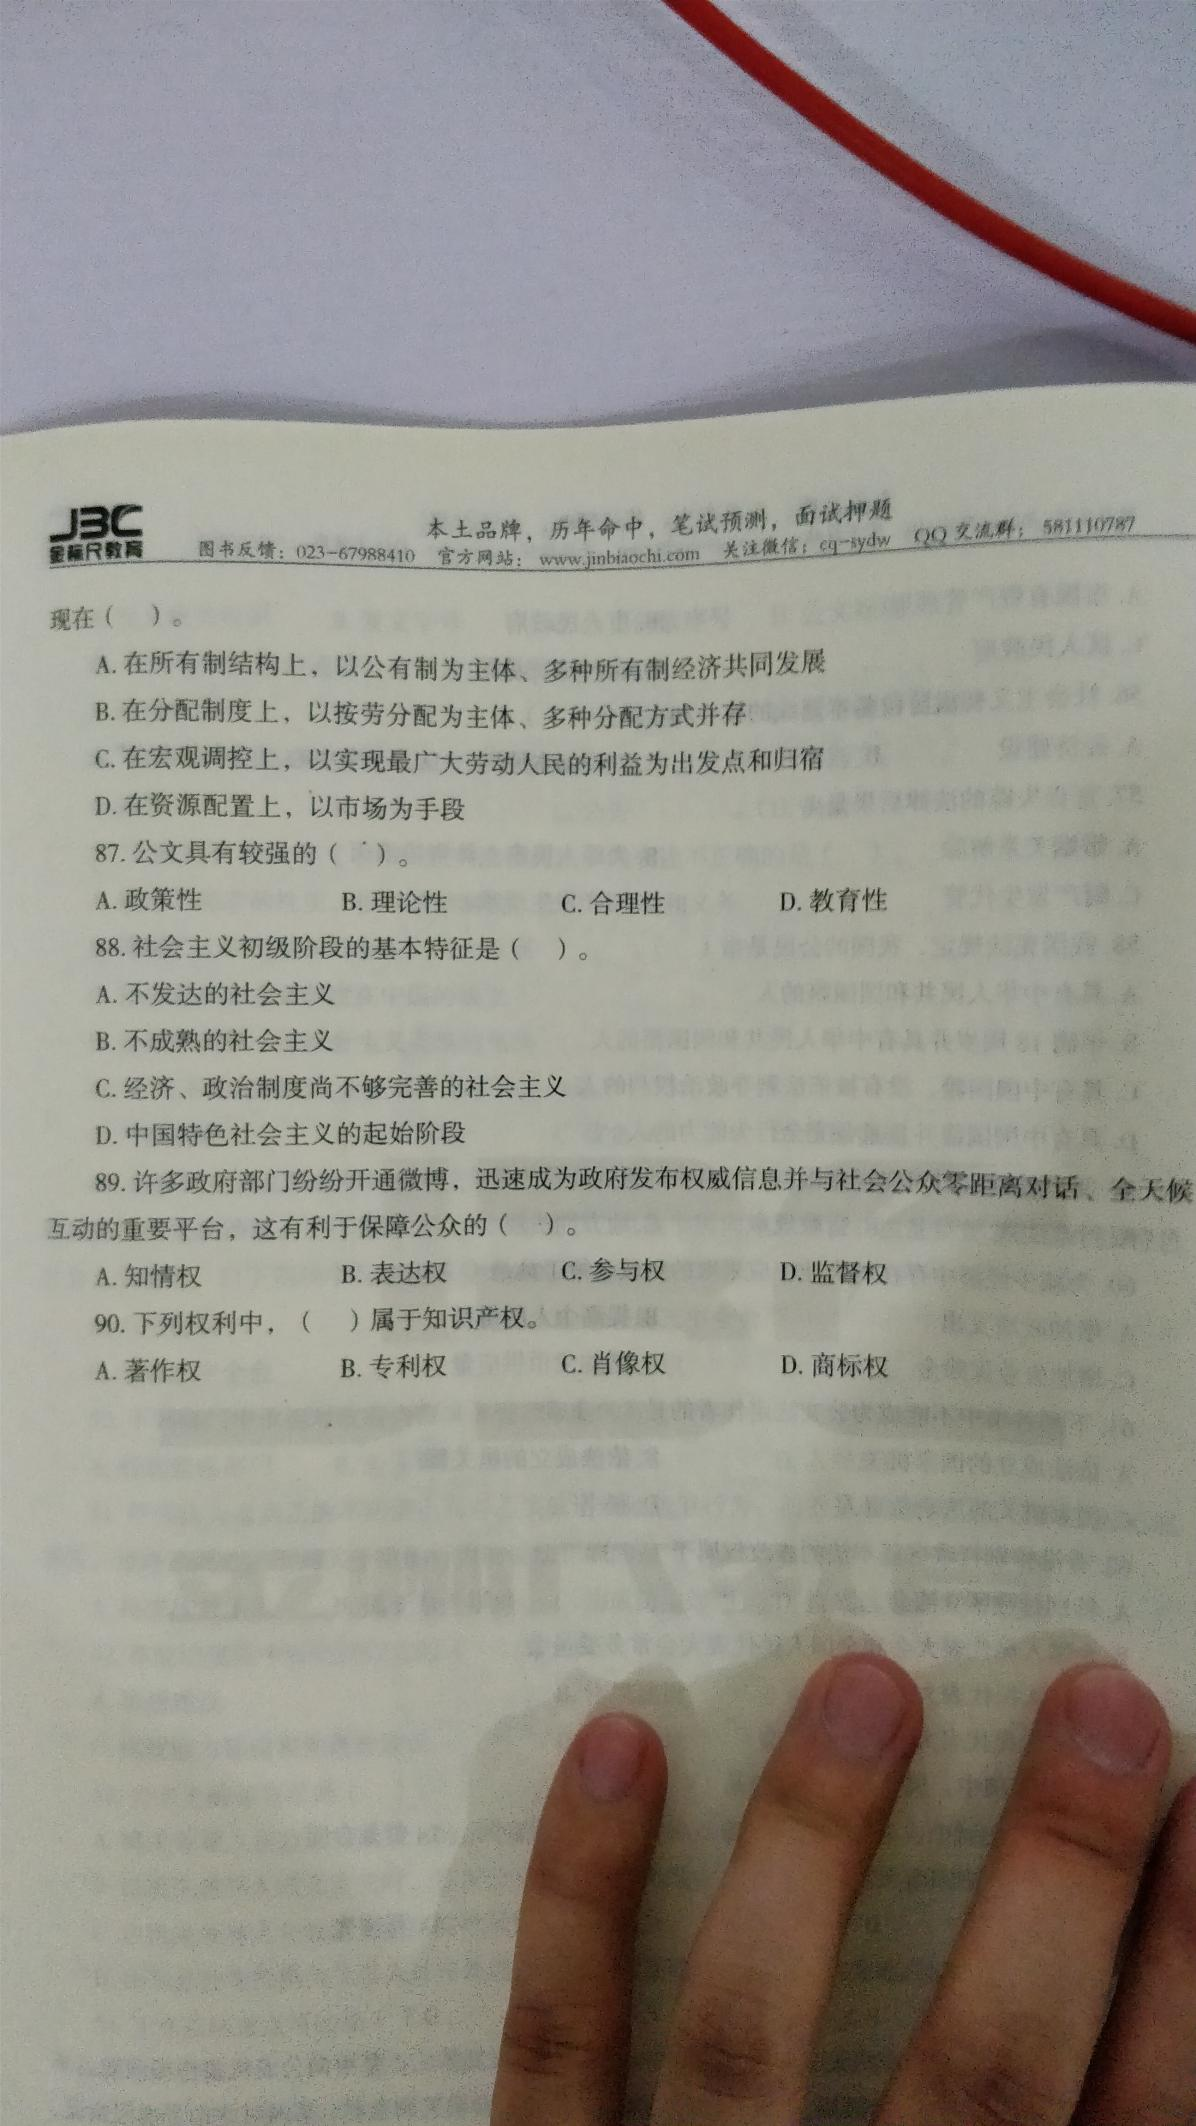 JBC
金标尺教育
本土品牌，历年命中，笔试预测，面试押题
图书反馈：023-67988410 官方网站：www.jinbiaochi.com 关注微信：cq-sydw QQ 交流群：581110787
现在（ ）。
A. 在所有制结构上，以公有制为主体、多种所有制经济共同发展
B. 在分配制度上，以按劳分配为主体、多种分配方式并存
C. 在宏观调控上，以实现最广大劳动人民的利益为出发点和归宿
D. 在资源配置上，以市场为手段
87. 公文具有较强的（ ）。
A. 政策性 B. 理论性 C. 合理性 D. 教育性
88. 社会主义初级阶段的基本特征是（ ）。
A. 不发达的社会主义
B. 不成熟的社会主义
C. 经济、政治制度尚不够完善的社会主义
D. 中国特色社会主义的起始阶段
89. 许多政府部门纷纷开通微博，迅速成为政府发布权威信息并与社会公众零距离对话、全天候
互动的重要平台，这有利于保障公众的（ ）。
A. 知情权 B. 表达权 C. 参与权 D. 监督权
90. 下列权利中，（ ）属于知识产权。
A. 著作权 B. 专利权 C. 肖像权 D. 商标权